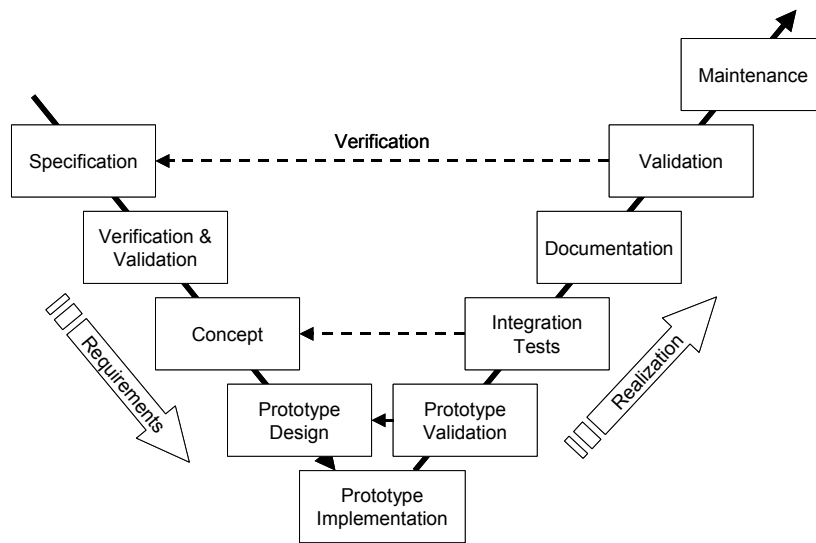 Maintenance
Verification
Specification
Validation
Verification &
Validation
Documentation
Concept
Integration
Tests
Requirements
Realization
Prototype
Design
Prototype
Validation
Prototype
Implementation